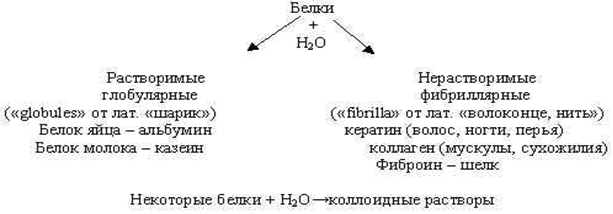 Белки
+
H₂O
Растворимые
глобулярные
(«globules» от лат. «шарик»)
Белок яйца – альбумин
Белок молока – казеин
Нерастворимые
фибриллярные
(«fibrilla» от лат. «волоконце, нить»)
кератин (волос, ногти, перья)
коллаген (мускулы, сухожилия)
Фиброин – шелк
Некоторые белки + H₂O → коллоидные растворы